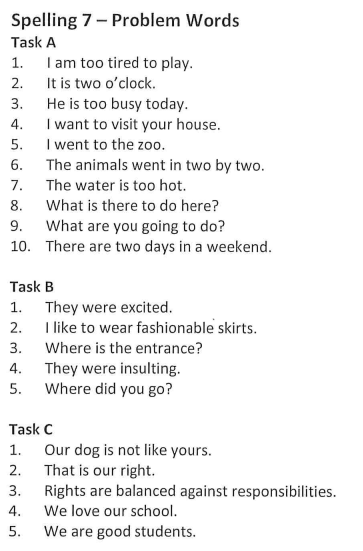 Spelling 7 – Problem Words
Task A
1. I am too tired to play.
2. It is two o'clock.
3. He is too busy today.
4. I want to visit your house.
5. I went to the zoo.
6. The animals went in two by two.
7. The water is too hot.
8. What is there to do here?
9. What are you going to do?
10. There are two days in a weekend.
Task B
1. They were excited.
2. I like to wear fashionable skirts.
3. Where is the entrance?
4. They were insulting.
5. Where did you go?
Task C
1. Our dog is not like yours.
2. That is our right.
3. Rights are balanced against responsibilities.
4. We love our school.
5. We are good students.